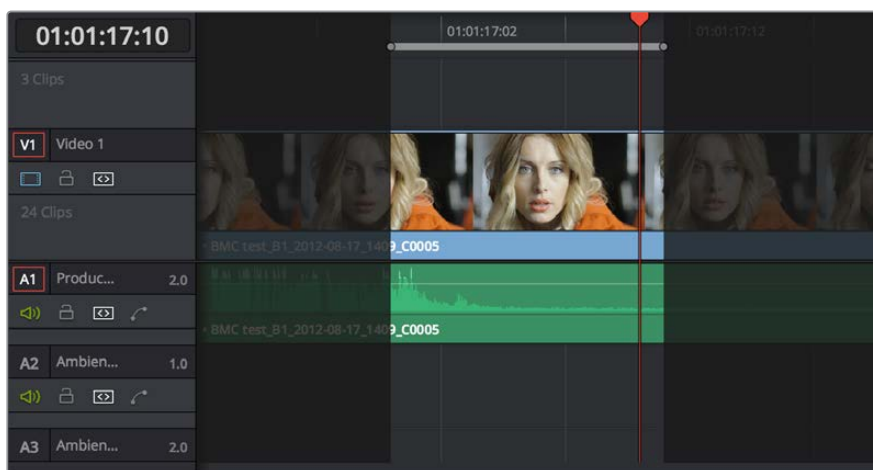 01:01:17:10
01:01:17:02
01:01:17:12
3 Clips
V1 Video 1
24 Clips
• BMC test_B1_2012-08-17_1409_C0005
A1 Produc... 2.0
• BMC test_B1_2012-08-17_1409_C0005
A2 Ambien... 1.0
A3 Ambien... 2.0